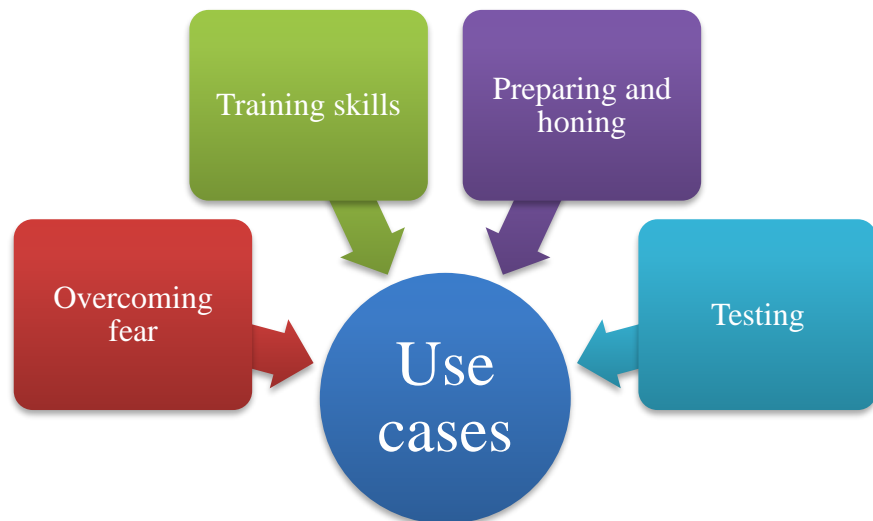 Overcoming
fear
Training skills
Preparing and
honing
Testing
Use
cases